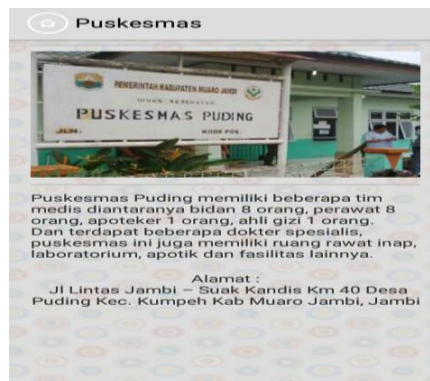 Puskesmas
PEMERINTAH KABUPATEN MUARO JAMBI
DINAS KESEHATAN
PUSKESMAS PUDING
JLN.
KODE POS.
Puskesmas Puding memiliki beberapa tim
medis diantaranya bidan 8 orang, perawat 8
orang, apoteker 1 orang, ahli gizi 1 orang.
Dan terdapat beberapa dokter spesialis,
puskesmas ini juga memiliki ruang rawat inap,
laboratorium, apotik dan fasilitas lainnya.
Alamat :
Jl Lintas Jambi – Suak Kandis Km 40 Desa
Puding Kec. Kumpeh Kab Muaro Jambi, Jambi